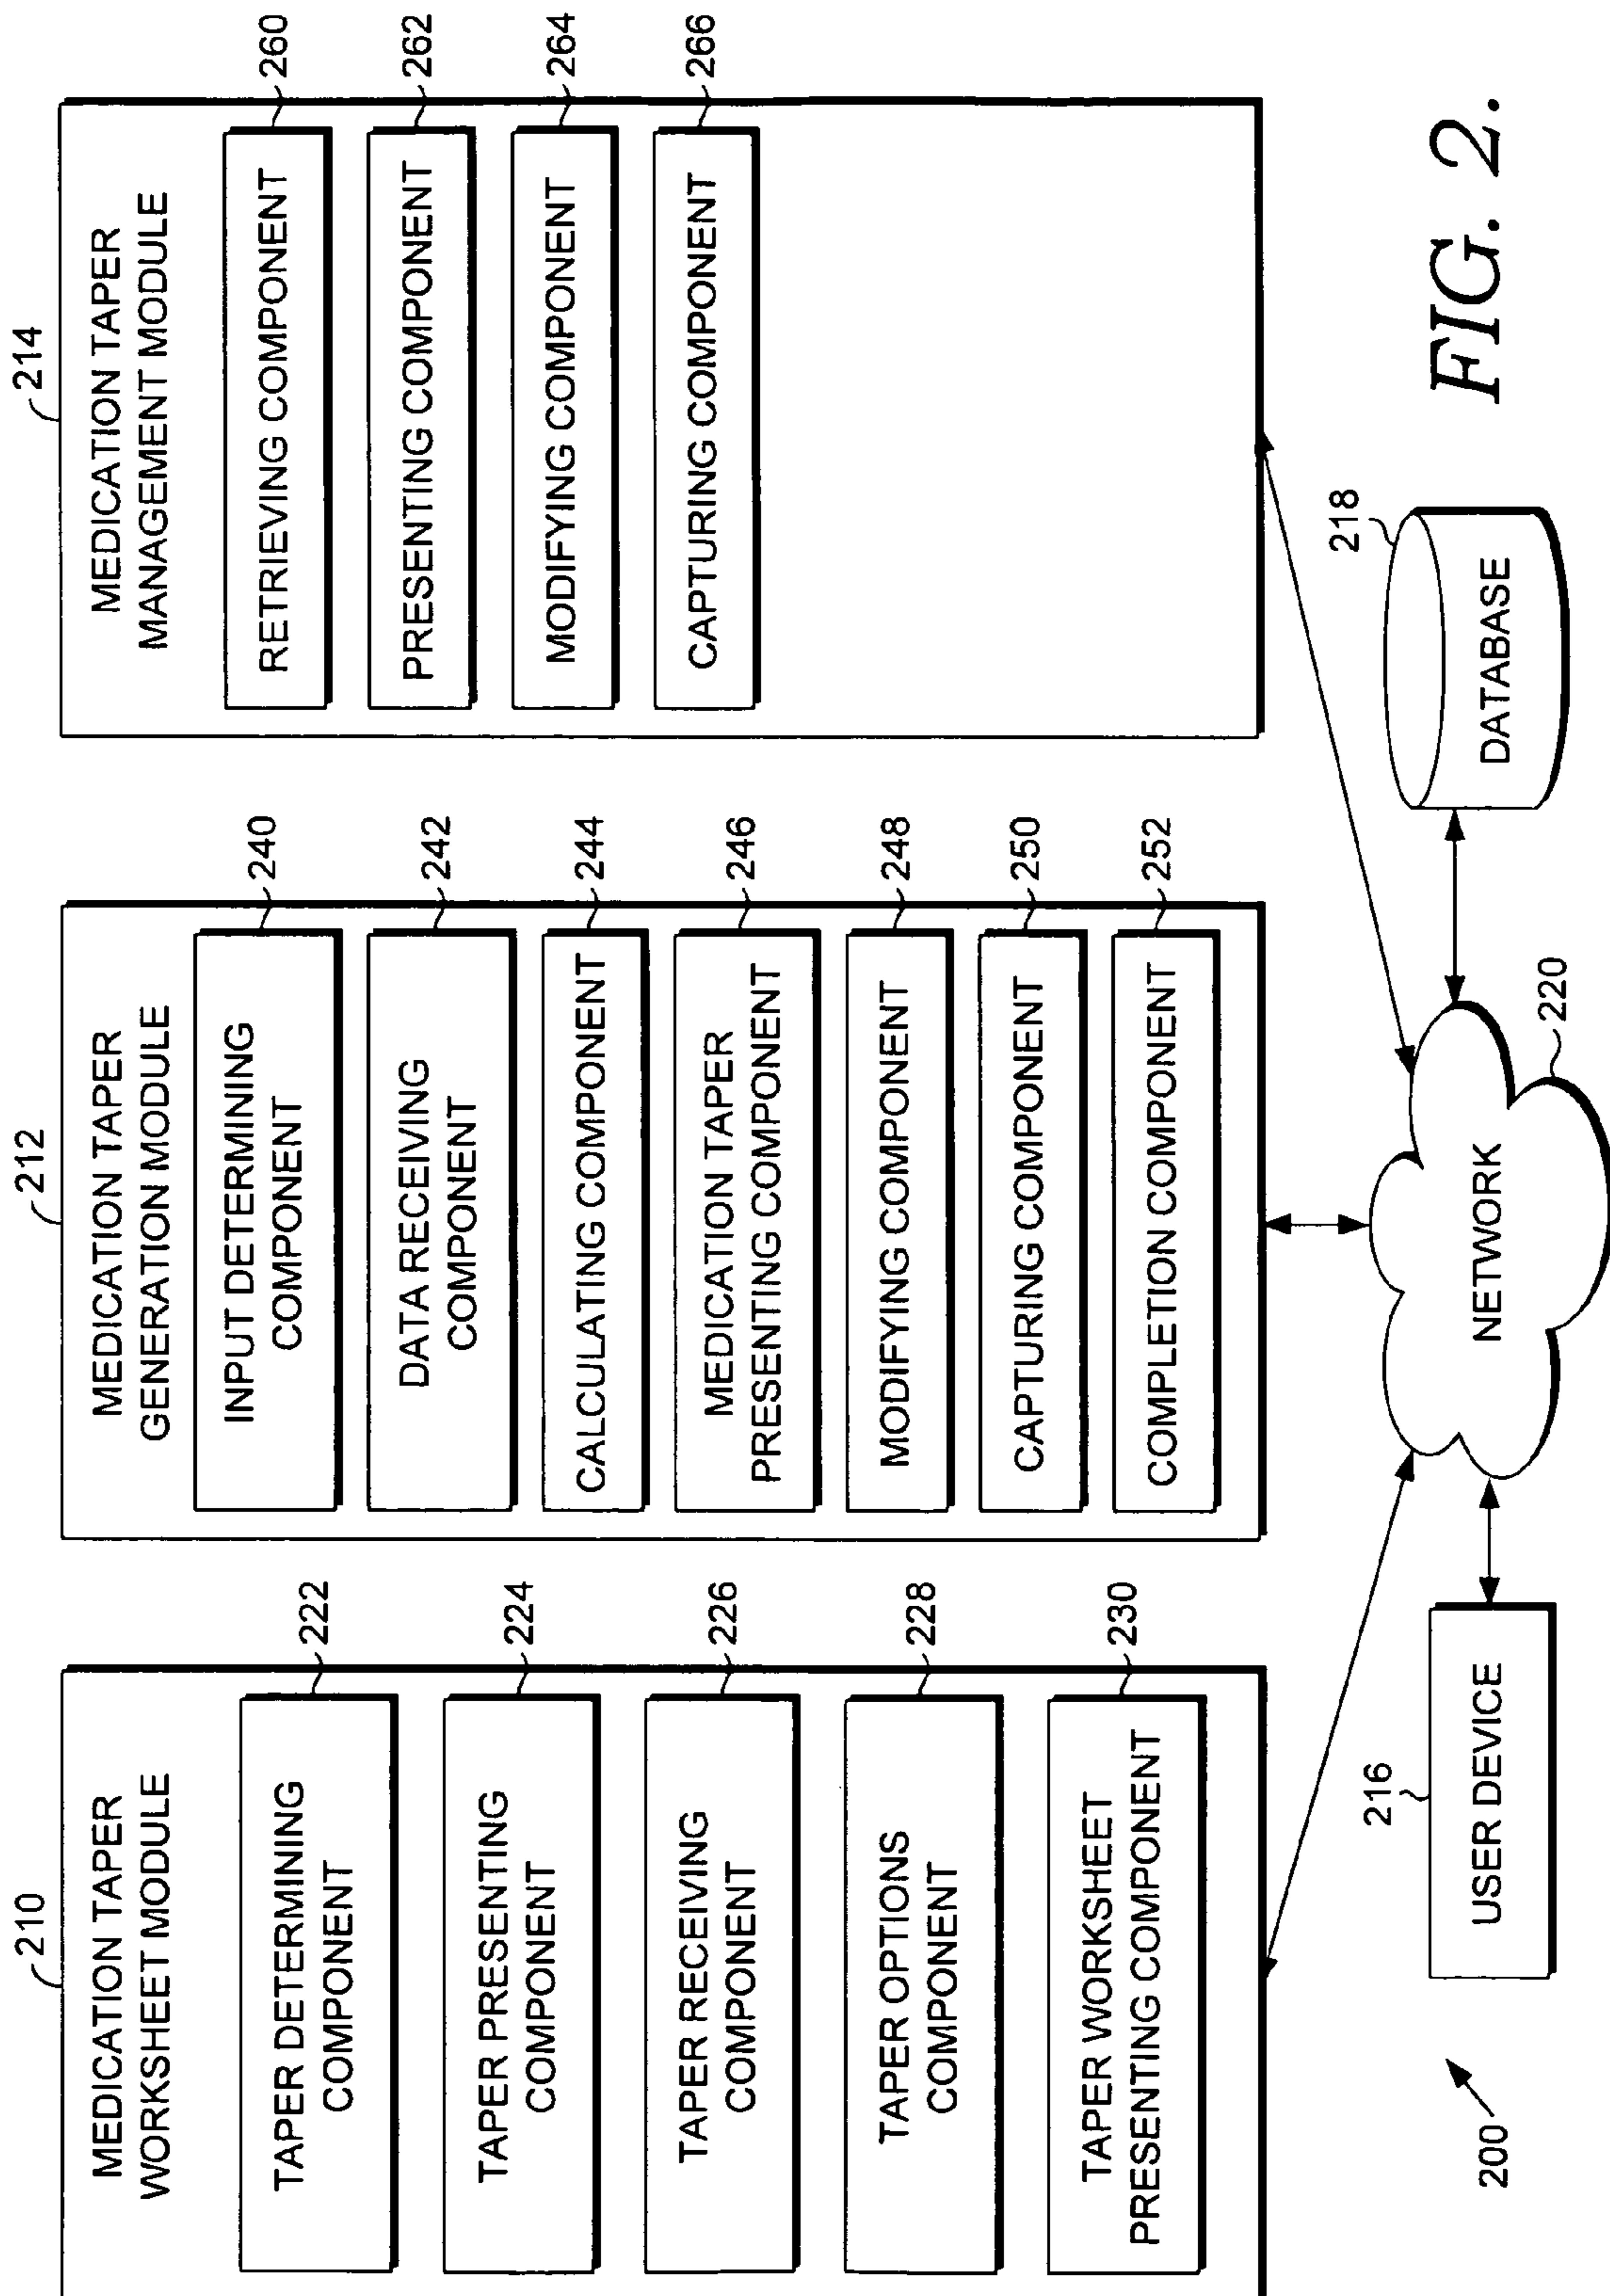 210
MEDICATION TAPER
WORKSHEET MODULE
TAPER DETERMINING
COMPONENT
222
TAPER PRESENTING
COMPONENT
224
TAPER RECEIVING
COMPONENT
226
TAPER OPTIONS
COMPONENT
228
TAPER WORKSHEET
PRESENTING COMPONENT
230
212
MEDICATION TAPER
GENERATION MODULE
INPUT DETERMINING
COMPONENT
240
DATA RECEIVING
COMPONENT
242
CALCULATING COMPONENT
244
MEDICATION TAPER
PRESENTING COMPONENT
246
MODIFYING COMPONENT
248
CAPTURING COMPONENT
250
COMPLETION COMPONENT
252
214
MEDICATION TAPER
MANAGEMENT MODULE
RETRIEVING COMPONENT
260
PRESENTING COMPONENT
262
MODIFYING COMPONENT
264
CAPTURING COMPONENT
266
200
216
USER DEVICE
NETWORK
220
218
DATABASE
FIG. 2.